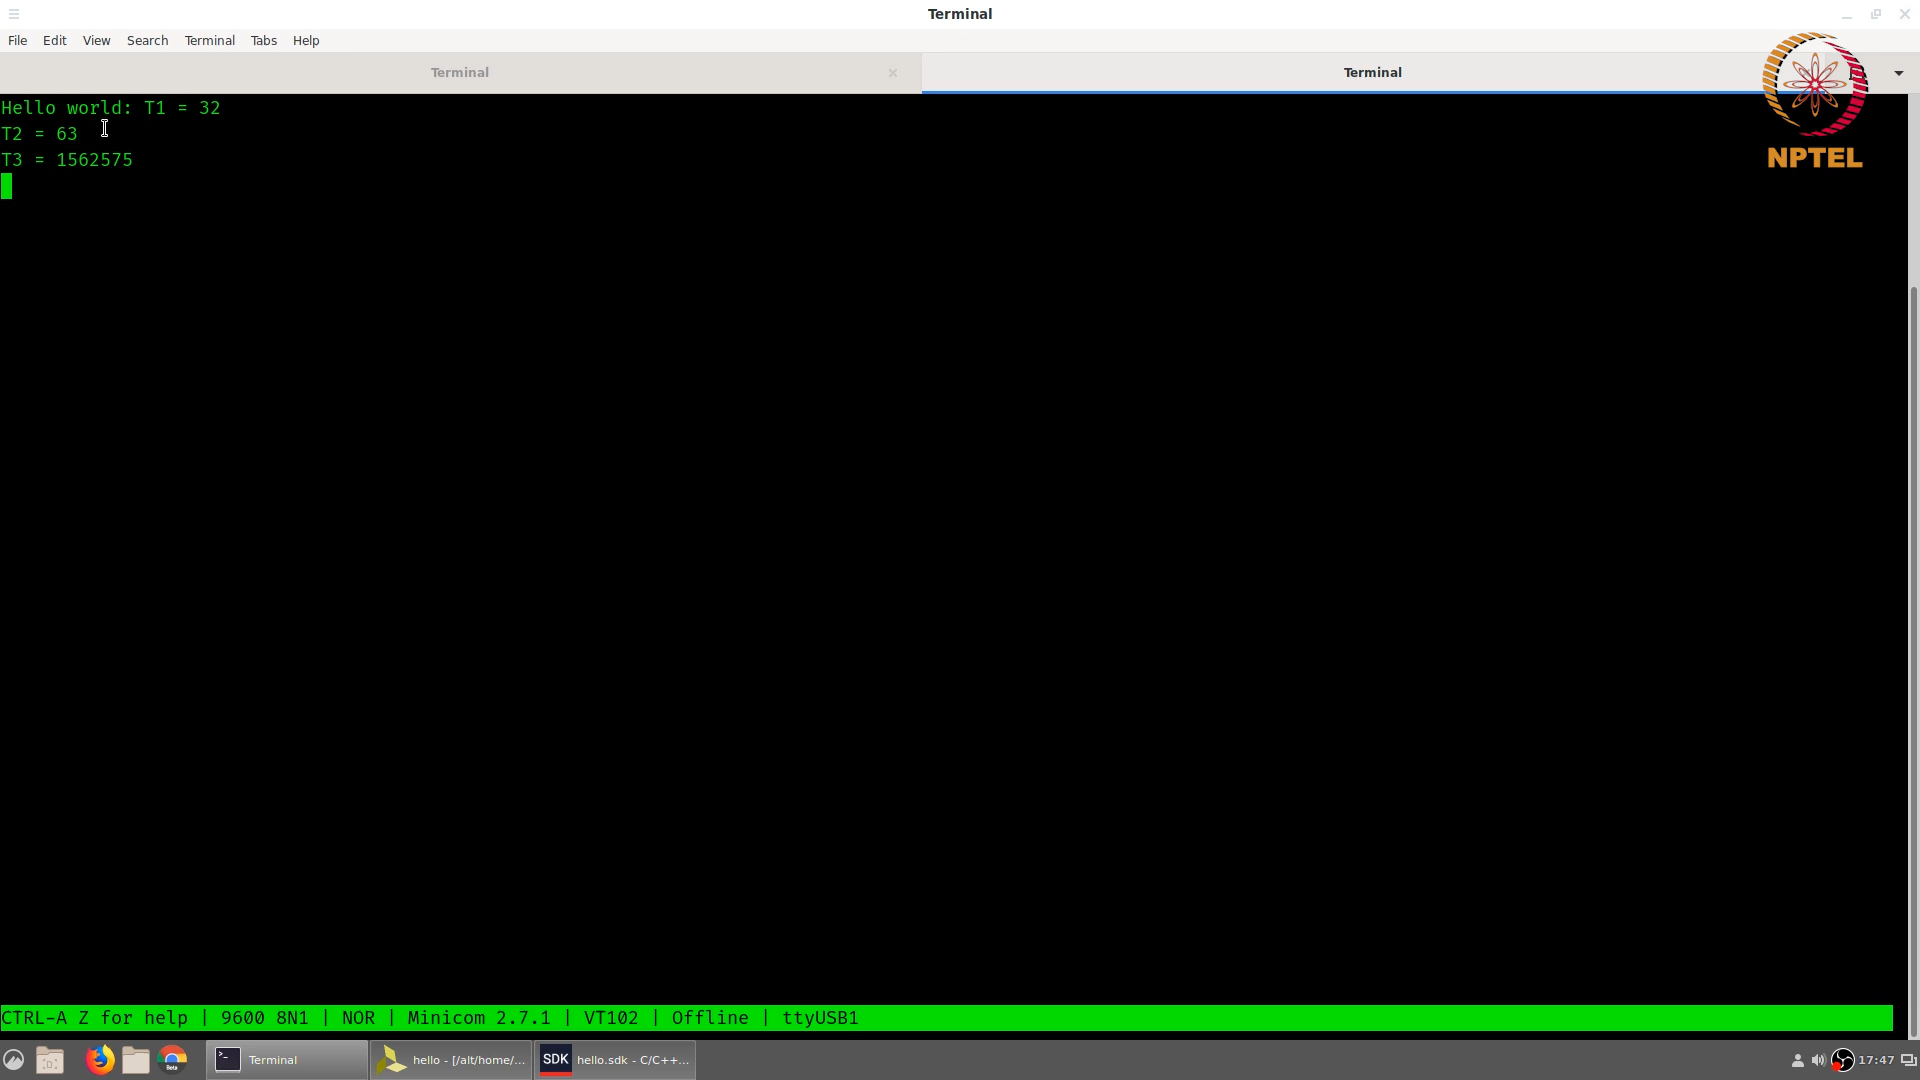 Terminal
File Edit View Search Terminal Tabs Help
Terminal
Terminal
NPTEL
Hello world: T1 = 32
T2 = 63
T3 = 1562575
CTRL-A Z for help | 9600 8N1 | NOR | Minicom 2.7.1 | VT102 | Offline | ttyUSB1
Terminal
hello - [/alt/home/...
SDK
hello.sdk - C/C++...
17:47